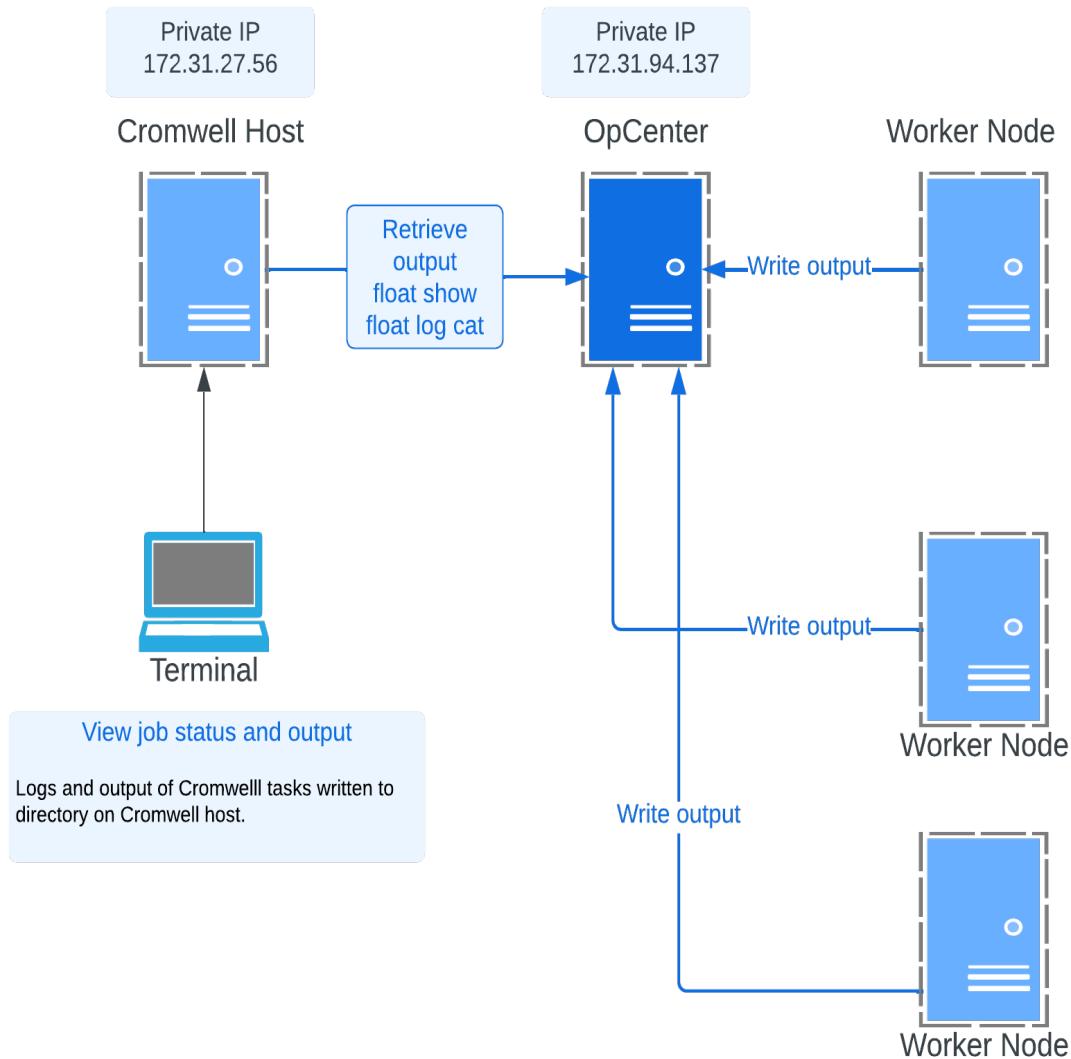 Private IP
172.31.27.56
Private IP
172.31.94.137
Cromwell Host
OpCenter
Worker Node
Retrieve
output
float show
float log cat
Write output
Write output
Terminal
View job status and output
Logs and output of Cromwelll tasks written to
directory on Cromwell host.
Worker Node
Write output
Worker Node